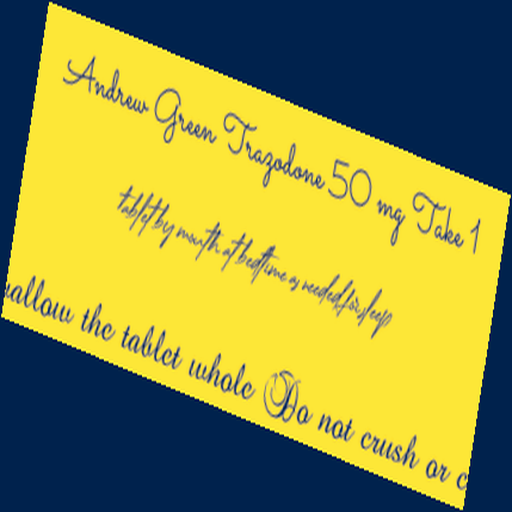 Andrew Green Trazodone 50 mg Take 1
tablet by mouth at bedtime as needed for sleep
allow the tablet whole Do not crush or c